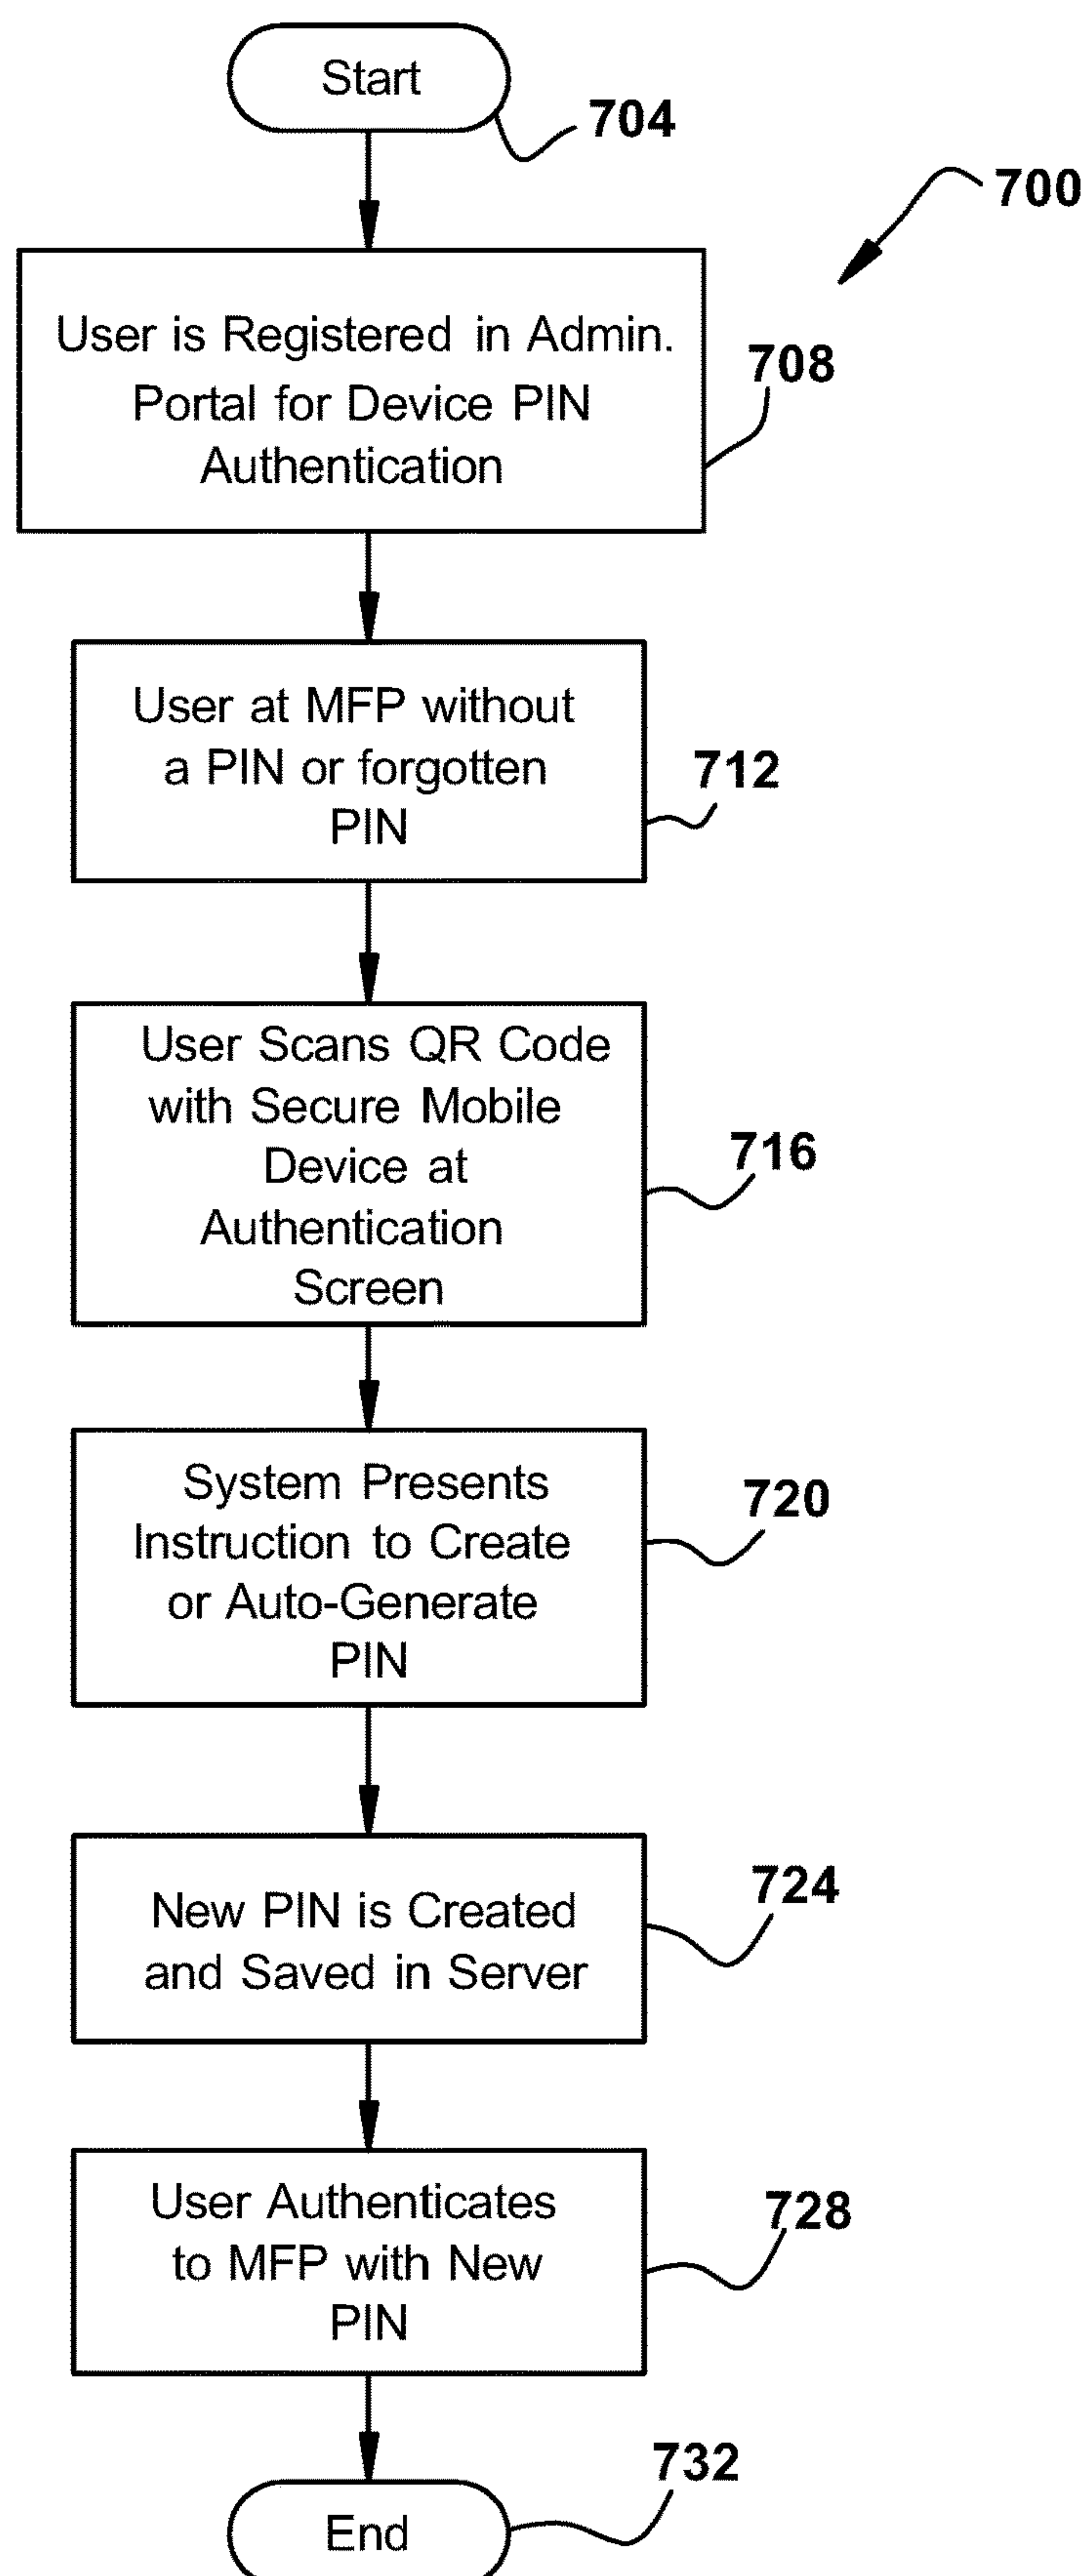 Start
704
700
User is Registered in Admin.
Portal for Device PIN
Authentication
708
User at MFP without
a PIN or forgotten
PIN
712
User Scans QR Code
with Secure Mobile
Device at
Authentication
Screen
716
System Presents
Instruction to Create
or Auto-Generate
PIN
720
New PIN is Created
and Saved in Server
724
User Authenticates
to MFP with New
PIN
728
732
End